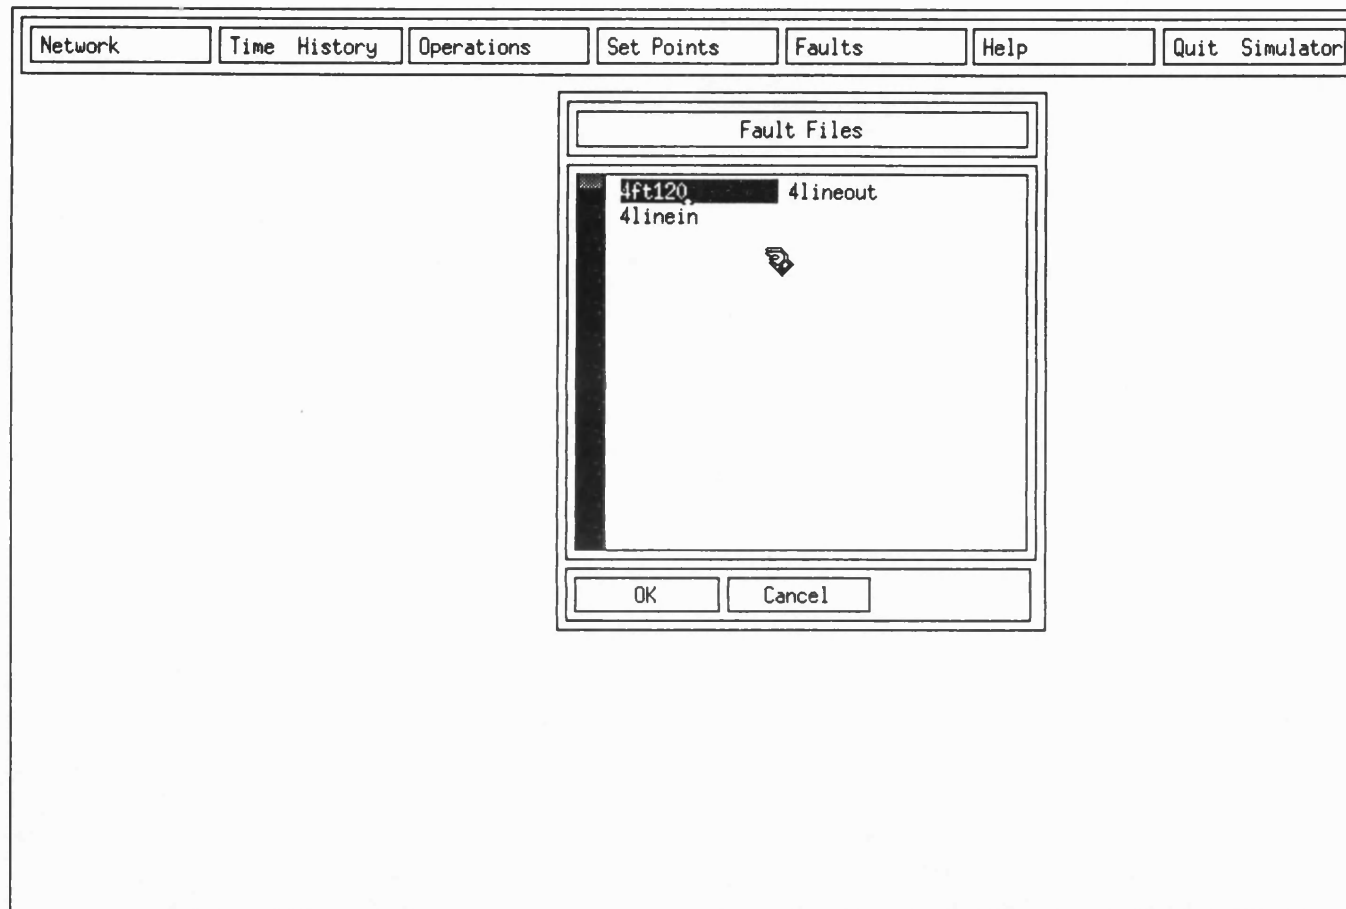 Network Time History Operations Set Points Faults Help Quit Simulator
Fault Files
4ft120 4lineout
4linein
OK Cancel